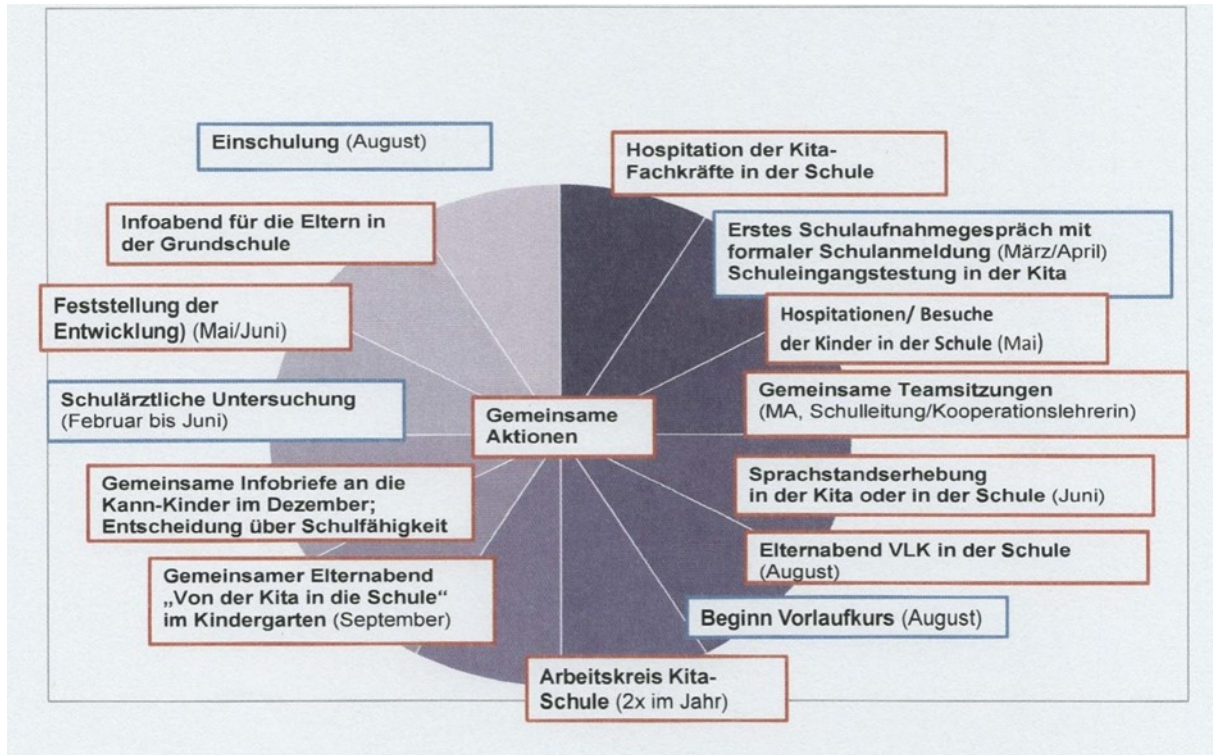 Einschulung (August)
Hospitation der Kita-
Fachkräfte in der Schule
Erstes Schulaufnahmegespräch mit
formaler Schulanmeldung (März/April)
Schuleingangstestung in der Kita
Hospitationen/ Besuche
der Kinder in der Schule (Mai)
Gemeinsame Teamsitzungen
(MA, Schulleitung/Kooperationslehrerin)
Sprachstandserhebung
in der Kita oder in der Schule (Juni)
Elternabend VLK in der Schule
(August)
Beginn Vorlaufkurs (August)
Arbeitskreis Kita-
Schule (2x im Jahr)
Gemeinsamer Elternabend
„Von der Kita in die Schule“
im Kindergarten (September)
Gemeinsame Infobriefe an die
Kann-Kinder im Dezember;
Entscheidung über Schulfähigkeit
Schulärztliche Untersuchung
(Februar bis Juni)
Feststellung der
Entwicklung) (Mai/Juni)
Infoabend für die Eltern in
der Grundschule
Gemeinsame
Aktionen